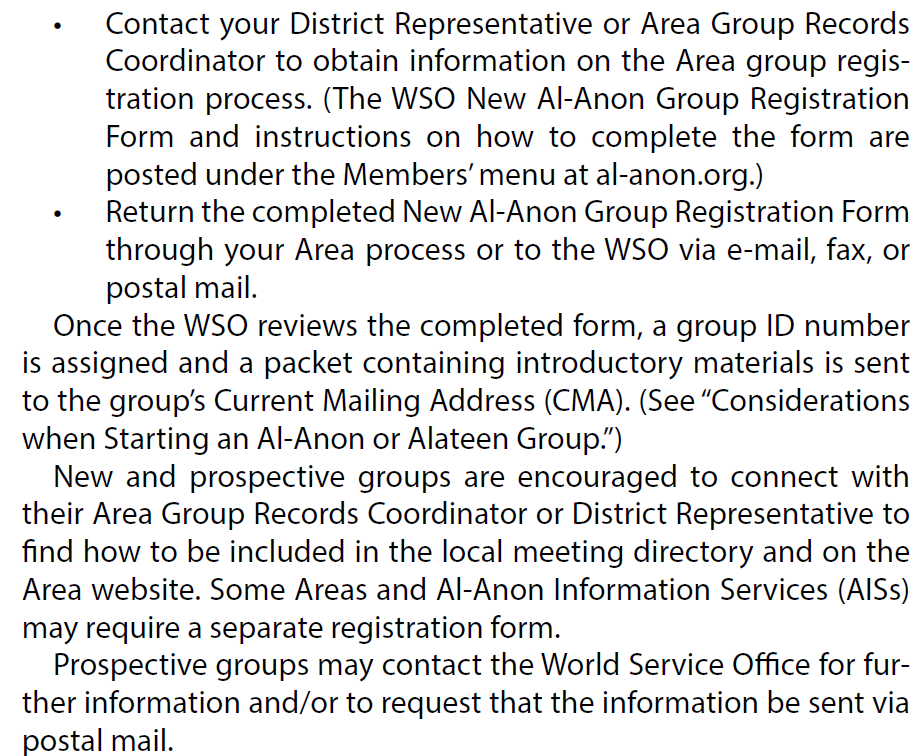 • Contact your District Representative or Area Group Records
Coordinator to obtain information on the Area group regis-
tration process. (The WSO New Al-Anon Group Registration
Form and instructions on how to complete the form are
posted under the Members’ menu at al-anon.org.)
• Return the completed New Al-Anon Group Registration Form
through your Area process or to the WSO via e-mail, fax, or
postal mail.
Once the WSO reviews the completed form, a group ID number
is assigned and a packet containing introductory materials is sent
to the group’s Current Mailing Address (CMA). (See “Considerations
when Starting an Al-Anon or Alateen Group.”)
New and prospective groups are encouraged to connect with
their Area Group Records Coordinator or District Representative to
find how to be included in the local meeting directory and on the
Area website. Some Areas and Al-Anon Information Services (AISs)
may require a separate registration form.
Prospective groups may contact the World Service Office for fur-
ther information and/or to request that the information be sent via
postal mail.